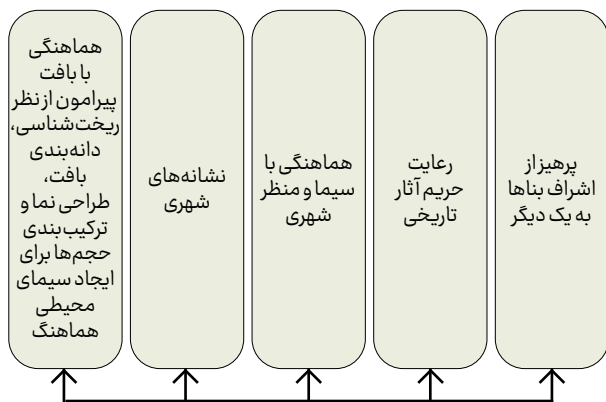 پرهیز از
اشراف بناها
به یک دیگر
رعایت
حریم آثار
تاریخی
هماهنگی با
سیما و منظر
شهری
نشانه‌های
شهری
هماهنگی
با بافت
پیرامون از نظر
ریخت‌شناسی،
دانه‌بندی
بافت،
طراحی نما و
ترکیب‌بندی
حجم‌ها برای
ایجاد سیمای
محیطی
هماهنگ